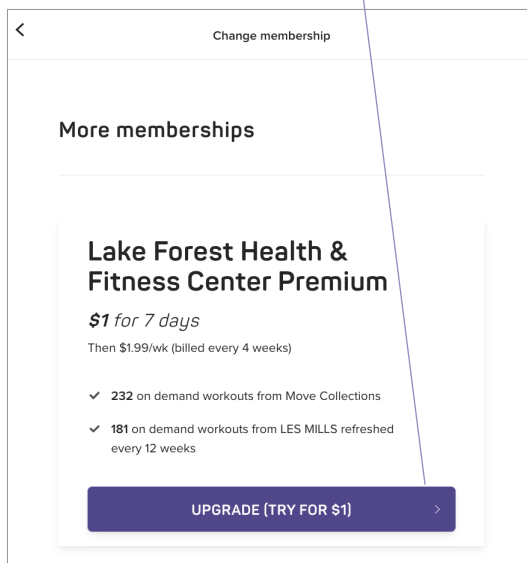 Change membership
More memberships
Lake Forest Health &
Fitness Center Premium
$1 for 7 days
Then $1.99/wk (billed every 4 weeks)
232 on demand workouts from Move Collections
181 on demand workouts from LES MILLS refreshed
every 12 weeks
UPGRADE (TRY FOR $1)